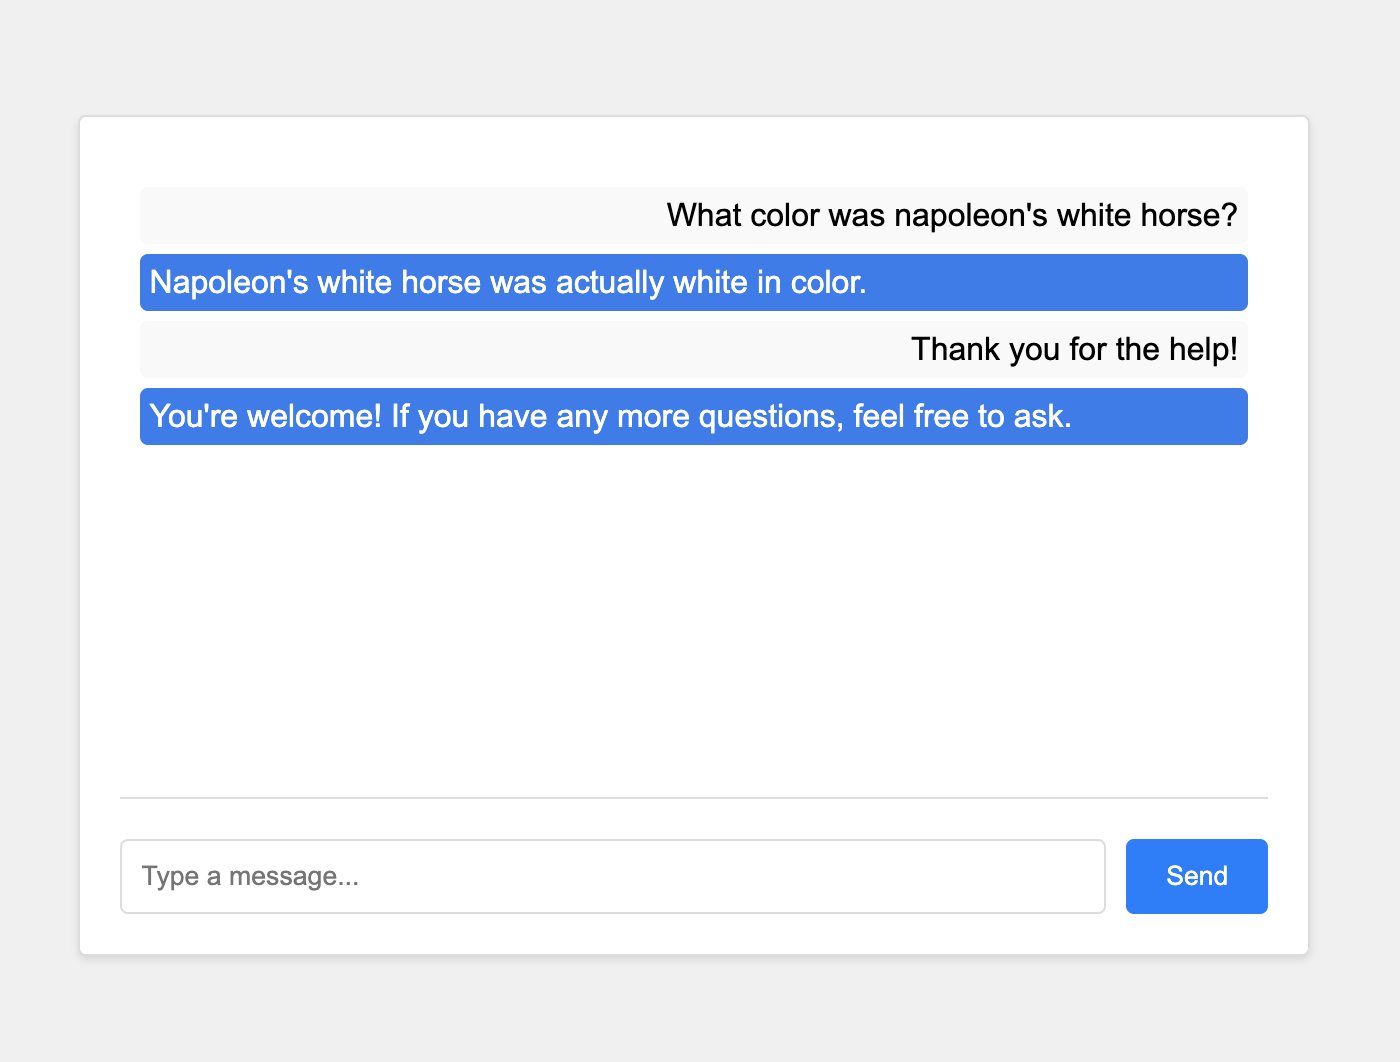 What color was napoleon's white horse?
Napoleon's white horse was actually white in color.
Thank you for the help!
You're welcome! If you have any more questions, feel free to ask.
Type a message...
Send